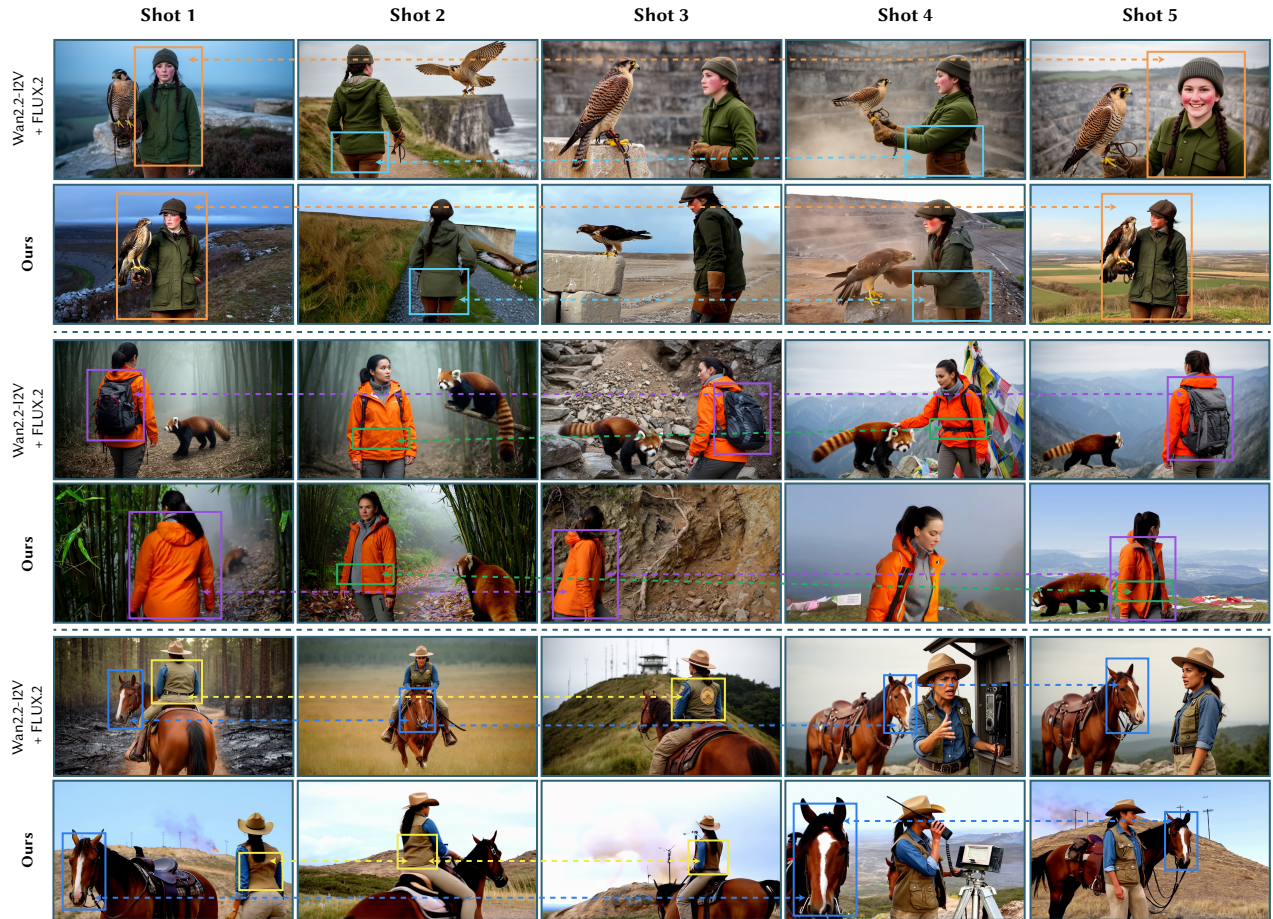 Shot 1 Shot 2 Shot 3 Shot 4 Shot 5
Wan2.2-I2V
+ FLUX.2
Ours
Wan2.2-I2V
+ FLUX.2
Ours
Wan2.2-I2V
+ FLUX.2
Ours